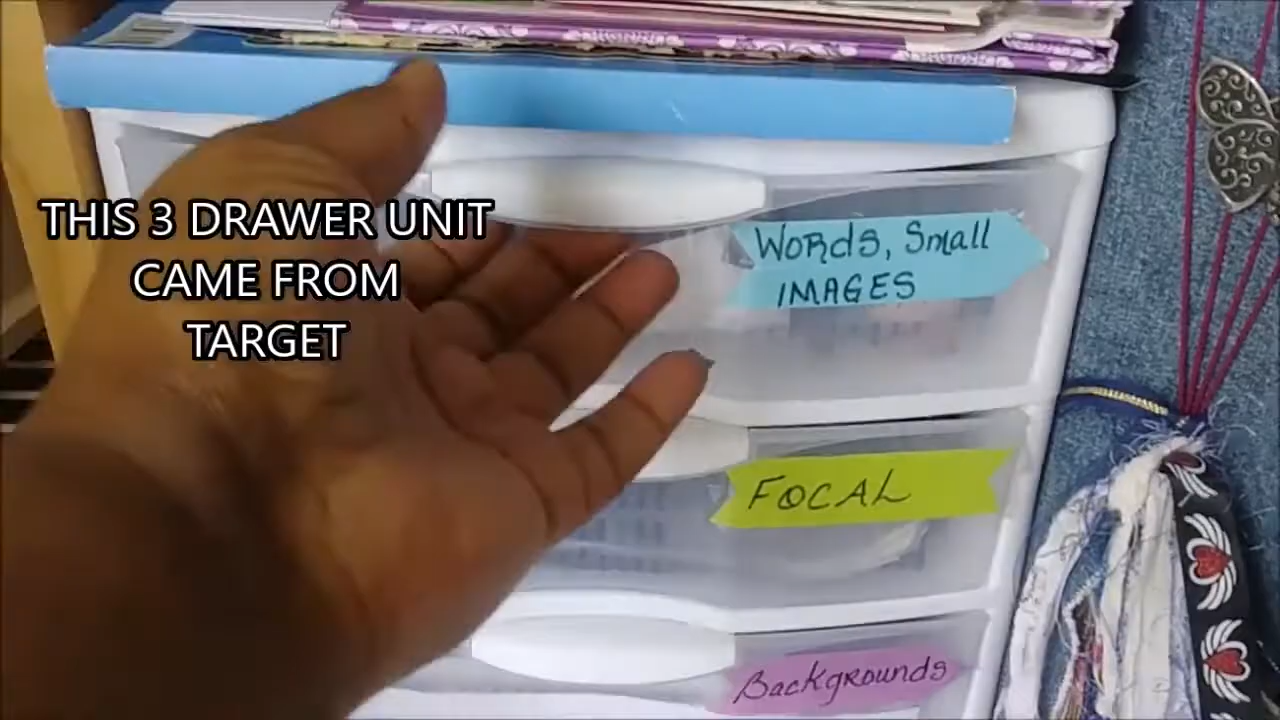 THIS 3 DRAWER UNIT
CAME FROM
TARGET
WORDS, Small
IMAGES
FOCAL
Backgrounds